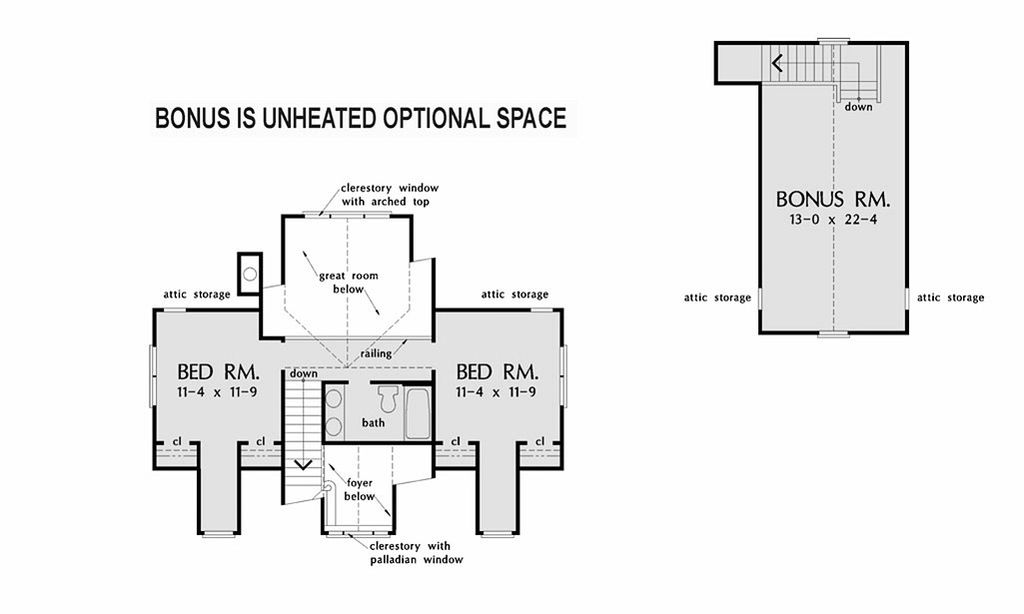 BONUS IS UNHEATED OPTIONAL SPACE
down
BONUS RM.
13-0 x 22-4
attic storage
attic storage
clerestory window
with arched top
great room
below
attic storage
attic storage
railing
BED RM.
11-4 x 11-9
down
BED RM.
11-4 x 11-9
bath
cl
cl
cl
cl
foyer
below
clerestory with
palladian window